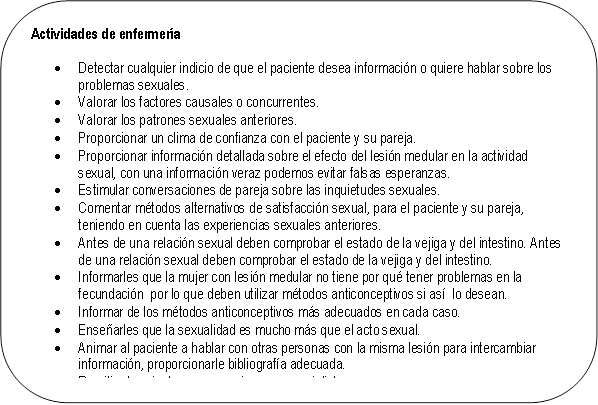 Actividades de enfermería
• Detectar cualquier indicio de que el paciente desea información o quiere hablar sobre los
problemas sexuales.
• Valorar los factores causales o concurrentes.
• Valorar los patrones sexuales anteriores.
• Proporcionar un clima de confianza con el paciente y su pareja.
• Proporcionar información detallada sobre el efecto del lesión medular en la actividad
sexual, con una información veraz podemos evitar falsas esperanzas.
• Estimular conversaciones de pareja sobre las inquietudes sexuales.
• Comentar métodos alternativos de satisfacción sexual, para el paciente y su pareja,
teniendo en cuenta las experiencias sexuales anteriores.
• Antes de una relación sexual deben comprobar el estado de la vejiga y del intestino. Antes
de una relación sexual deben comprobar el estado de la vejiga y del intestino.
• Informarles que la mujer con lesión medular no tiene por qué tener problemas en la
fecundación por lo que deben utilizar métodos anticonceptivos si así lo desean.
• Informar de los métodos anticonceptivos más adecuados en cada caso.
• Enseñarles que la sexualidad es mucho más que el acto sexual.
• Animar al paciente a hablar con otras personas con la misma lesión para intercambiar
información, proporcionarle bibliografía adecuada.